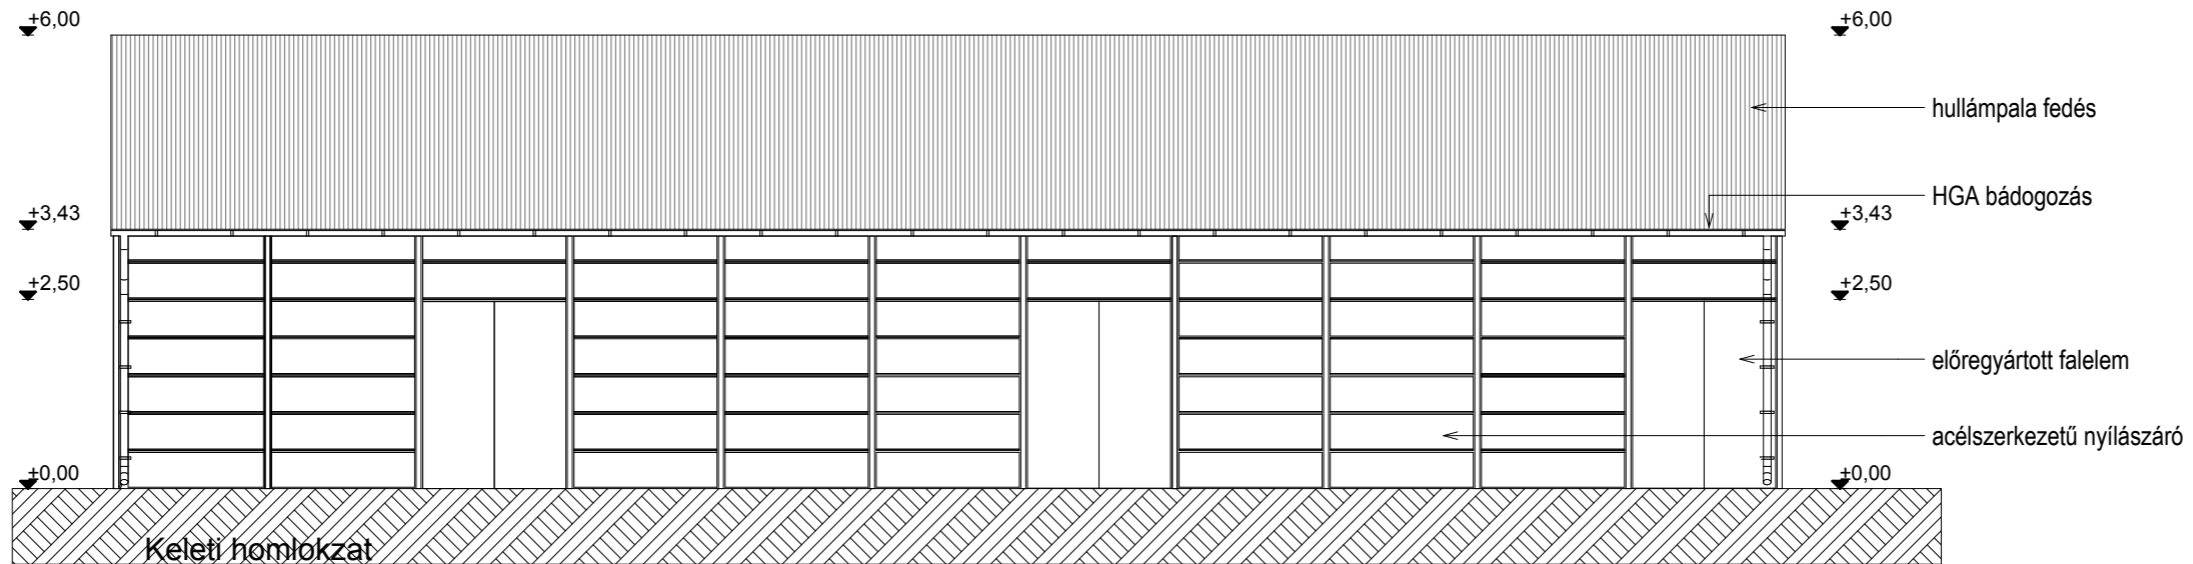 +6,00
+6,00
hullámpala fedés
HGA bádogozás
+3,43
+3,43
+2,50
+2,50
előregyártott falelem
acélszerkezetű nyílászáró
+0,00
+0,00
Keleti homlokzat